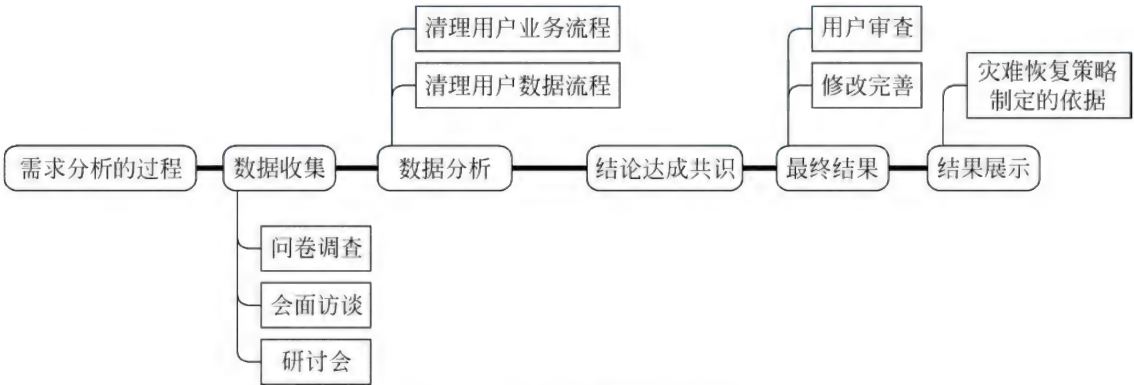 清理用户业务流程
用户审查
清理用户数据流程
修改完善
灾难恢复策略
制定的依据
需求分析的过程
数据收集
数据分析
结论达成共识
最终结果
结果展示
问卷调查
会面访谈
研讨会